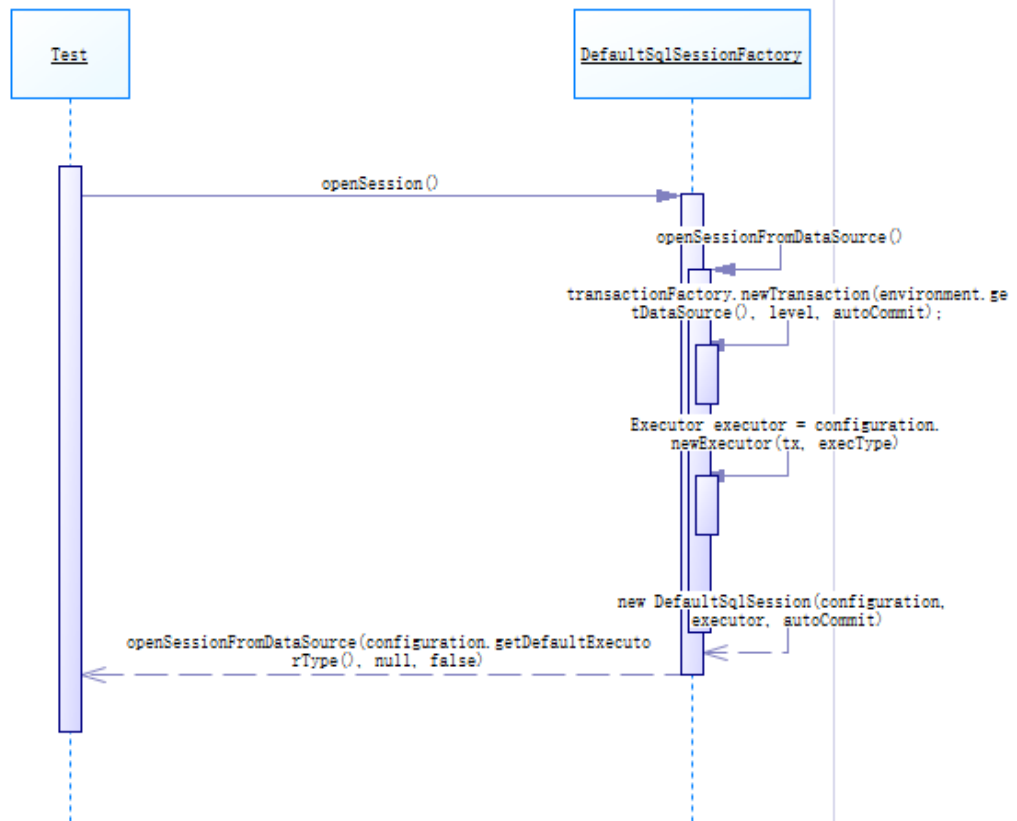 Test
DefaultSqlSessionFactory
openSession()
openSessionFromDataSource()
transactionFactory.newTransaction(environment.ge
tDataSource(), level, autoCommit);
Executor executor = configuration.
newExecutor(tx, execType)
new DefaultSqlSession(configuration,
executor, autoCommit)
openSessionFromDataSource(configuration.getDefaultExecuto
rType(), null, false)